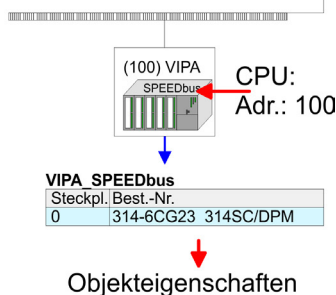 (100) VIPA
SPEEDbus
CPU:
Adr.: 100
VIPA_SPEEDbus
Steckpl. Best.-Nr.
0 314-6CG23 314SC/DPM
Objekteigenschaften